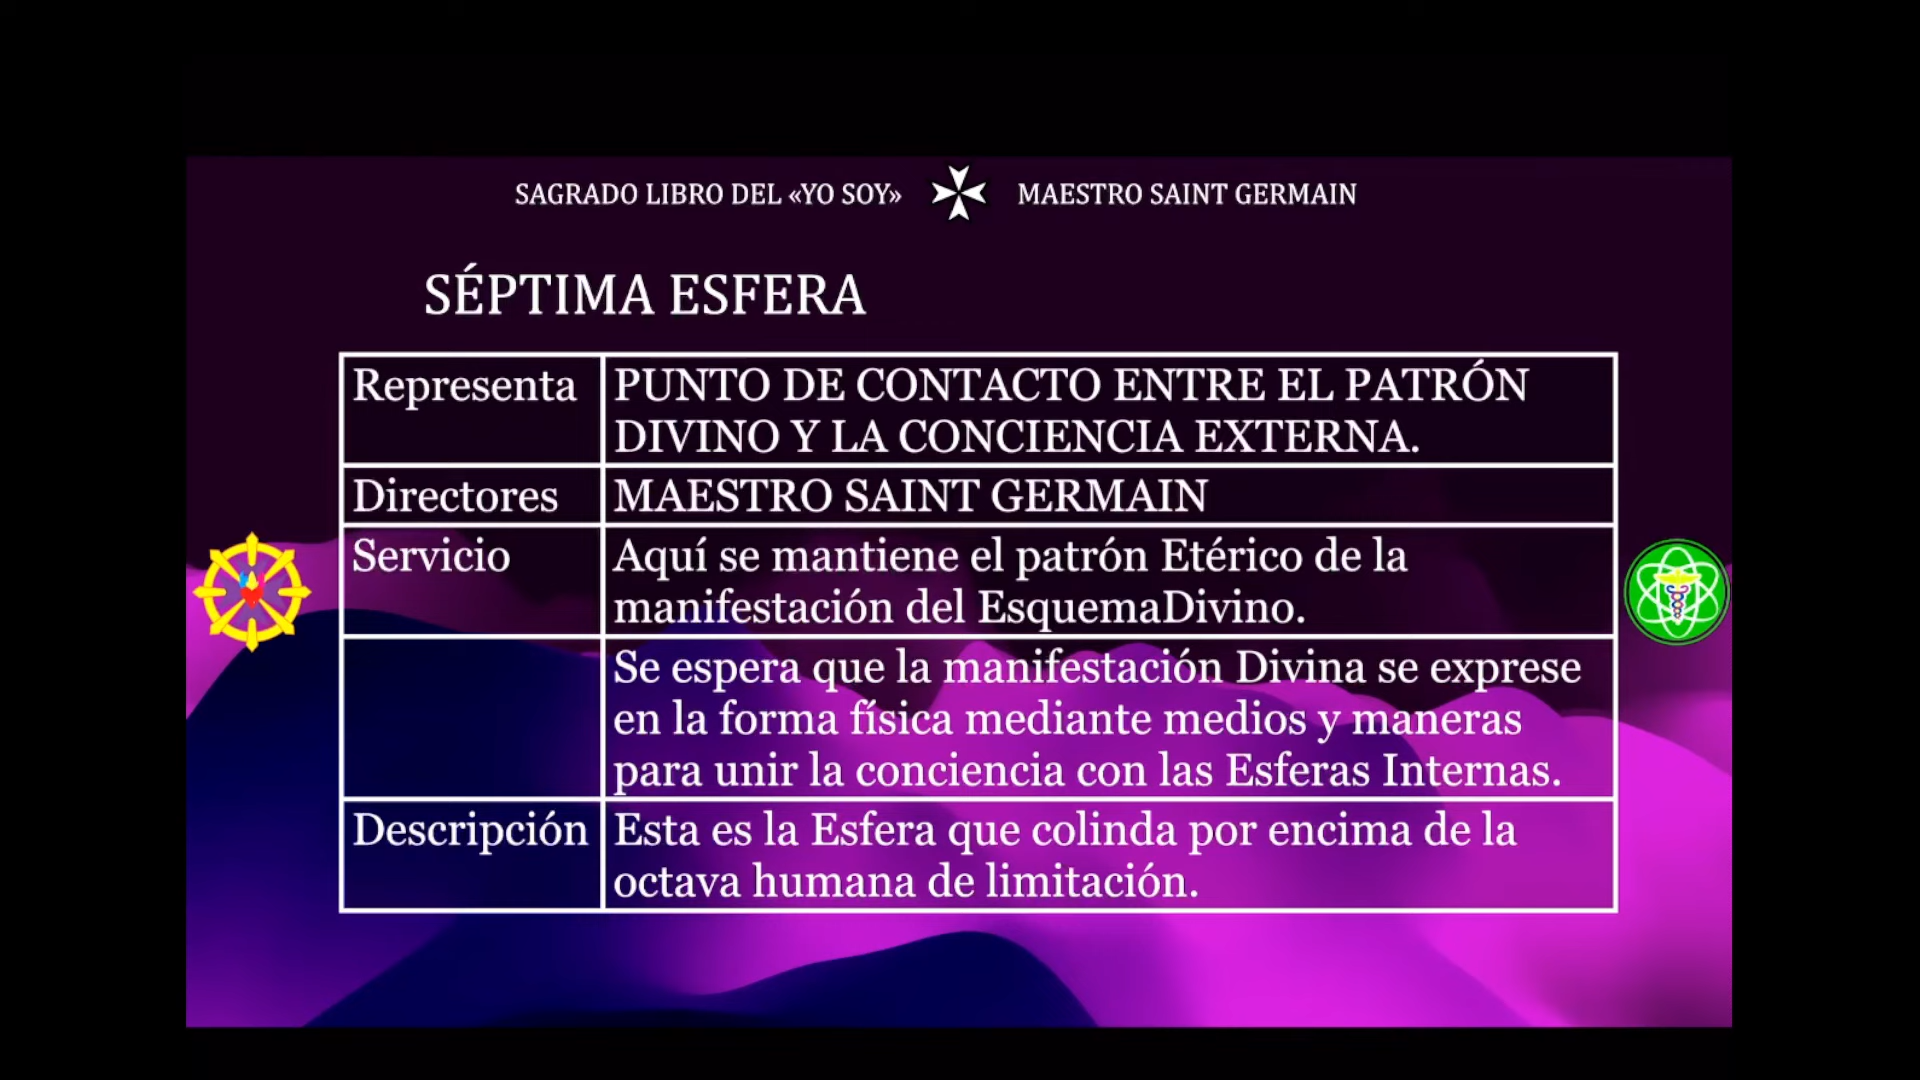 SAGRADO LIBRO DEL «YO SOY» MAESTRO SAINT GERMAIN
SÉPTIMA ESFERA
Representa PUNTO DE CONTACTO ENTRE EL PATRÓN
DIVINO Y LA CONCIENCIA EXTERNA.
Directores MAESTRO SAINT GERMAIN
Servicio Aquí se mantiene el patrón Etérico de la
manifestación del EsquemaDivino.
Se espera que la manifestación Divina se exprese
en la forma física mediante medios y maneras
para unir la conciencia con las Esferas Internas.
Descripción Esta es la Esfera que colinda por encima de la
octava humana de limitación.